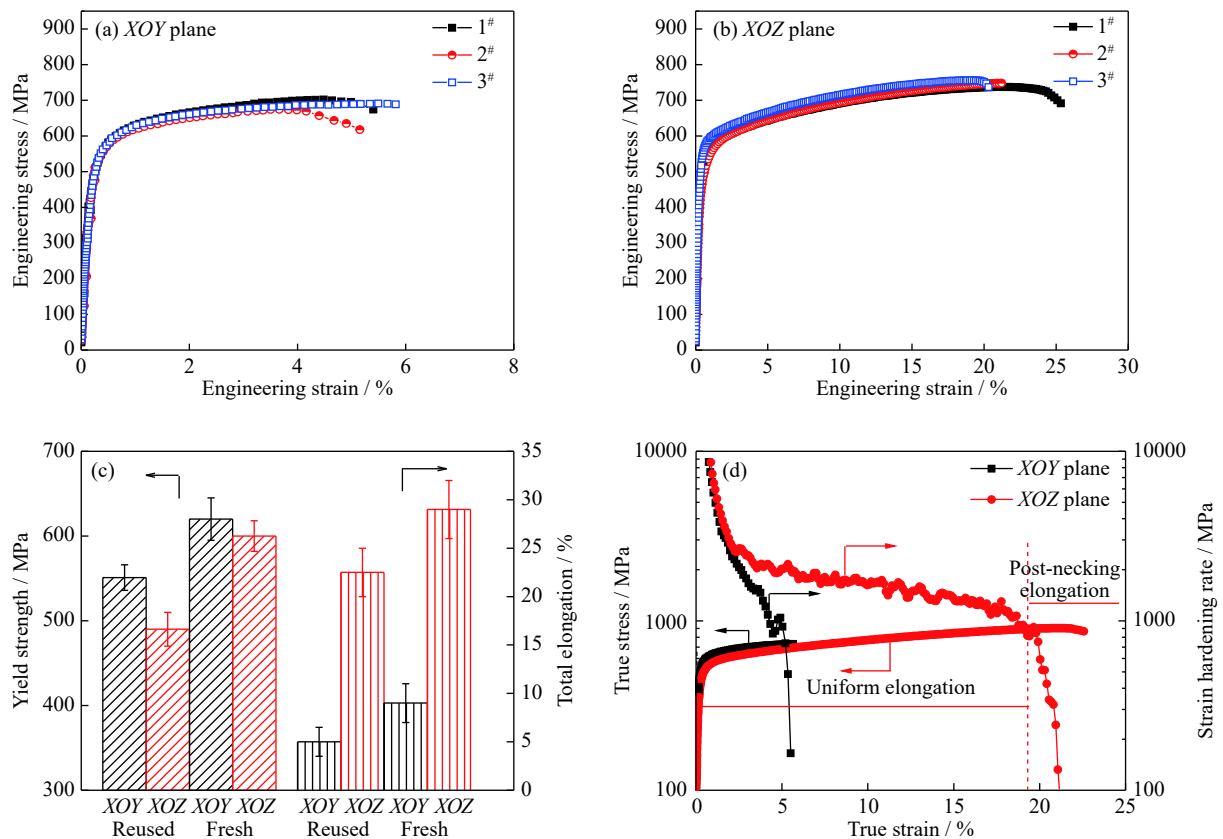 (a) XOY plane
1#
2#
3#
900
800
700
600
500
400
300
200
100
0
Engineering stress / MPa
0 2 4 6 8
Engineering strain / %
(b) XOZ plane
1#
2#
3#
900
800
700
600
500
400
300
200
100
0
Engineering stress / MPa
0 5 10 15 20 25 30
Engineering strain / %
(c)
700
600
500
400
300
Yield strength / MPa
35
30
25
20
15
10
5
0
Total elongation / %
XOY XOZ XOY XOZ XOY XOZ XOY XOZ
Reused Fresh Reused Fresh
(d)
XOY plane
XOZ plane
10000
1000
100
True stress / MPa
10000
1000
100
Strain hardening rate / MPa
Post-necking
elongation
Uniform elongation
0 5 10 15 20 25
True strain / %